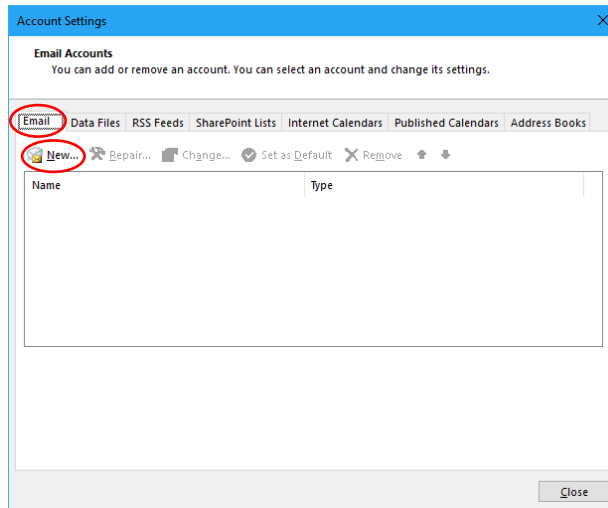 Account Settings
Email Accounts
You can add or remove an account. You can select an account and change its settings.
Email Data Files RSS Feeds SharePoint Lists Internet Calendars Published Calendars Address Books
New... Repair... Change... Set as Default Remove
Name Type
Close